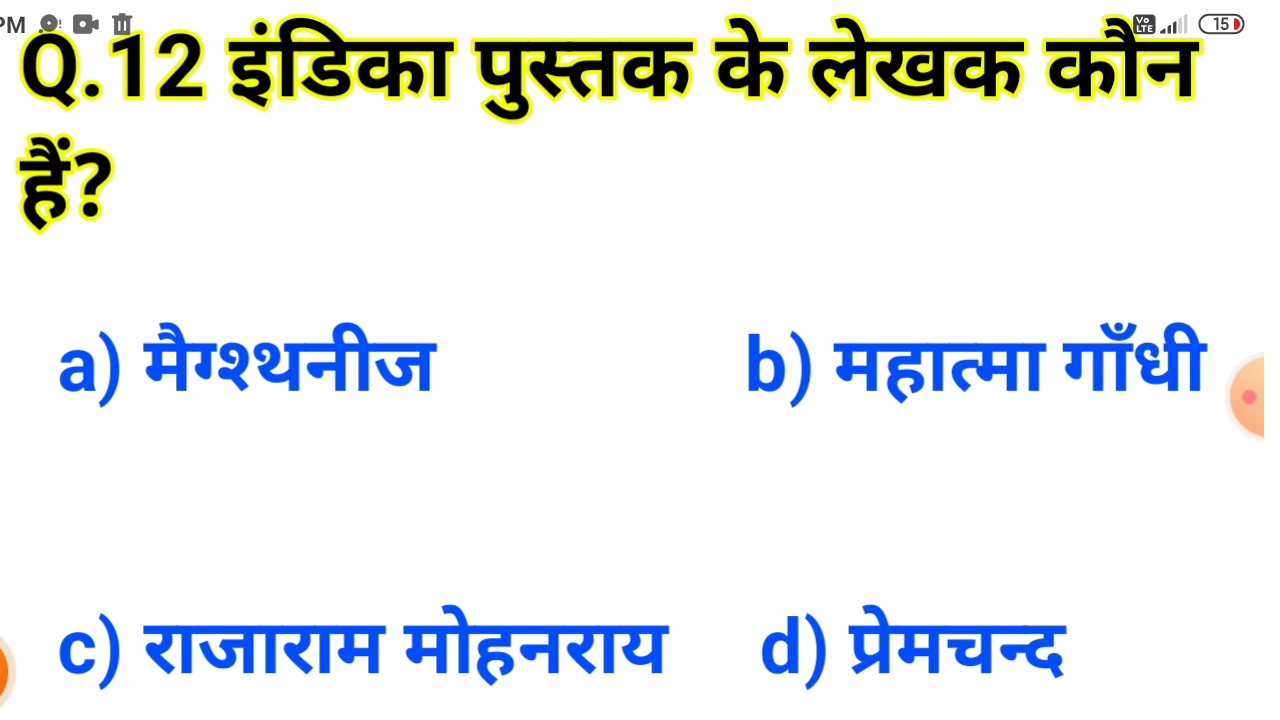 PM 15
Q.12 इंडिका पुस्तक के लेखक कौन
हैं?
a) मैग्श्थनीज b) महात्मा गाँधी
c) राजाराम मोहनराय d) प्रेमचन्द